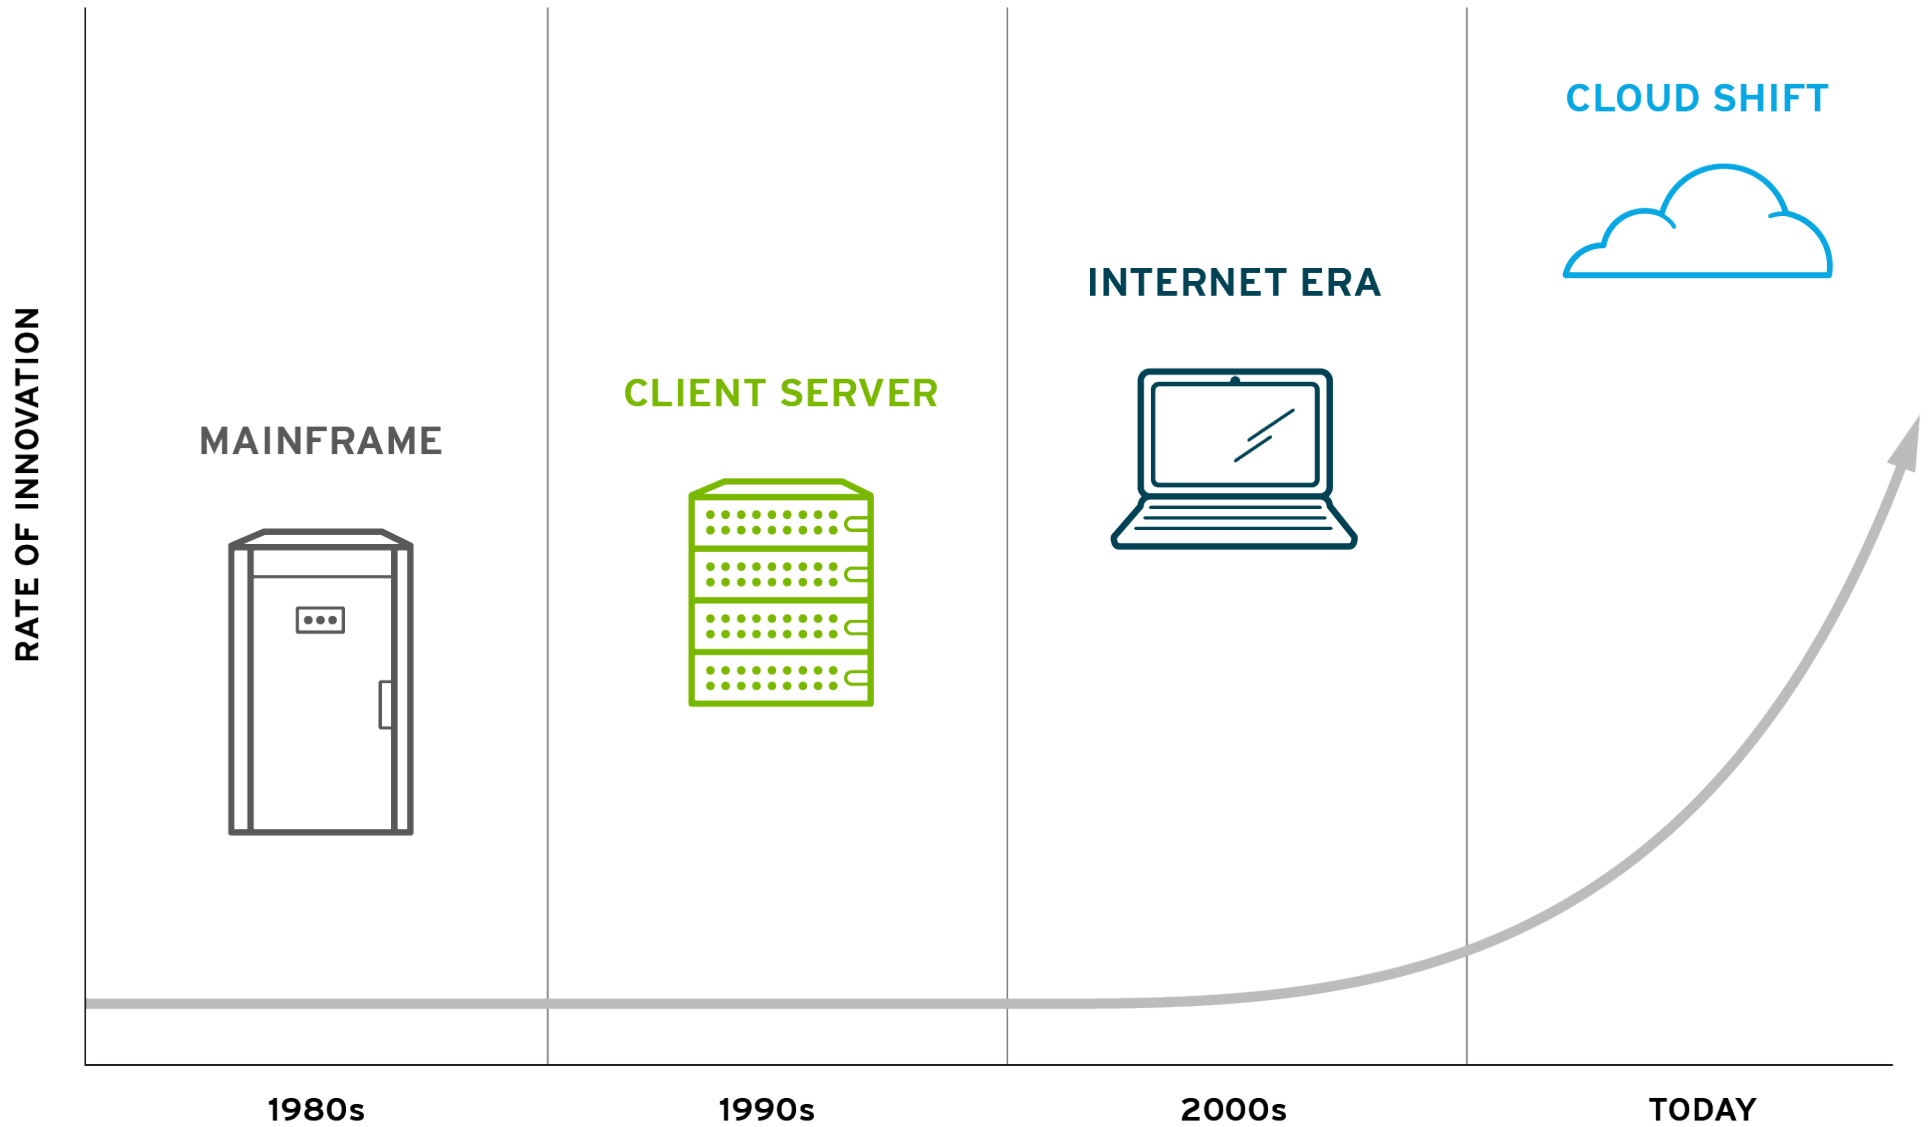 CLOUD SHIFT
INTERNET ERA
CLIENT SERVER
MAINFRAME
RATE OF INNOVATION
1980s
1990s
2000s
TODAY